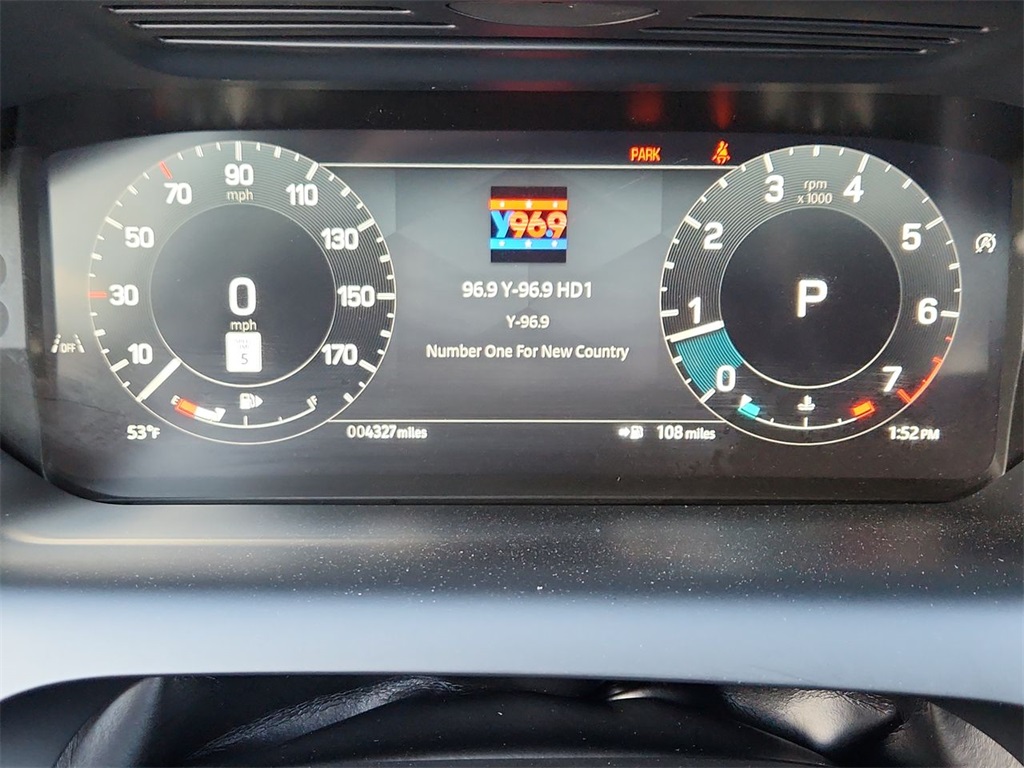 PARK
90
mph
70
110
50
130
30
150
10
170
0
mph
5
E
F
OFF
53°F
004327 miles
Y96.9
96.9 Y-96.9 HD1
Y-96.9
Number One For New Country
108 miles
rpm
x1000
3
4
2
5
1
6
0
7
P
A
1:52 PM